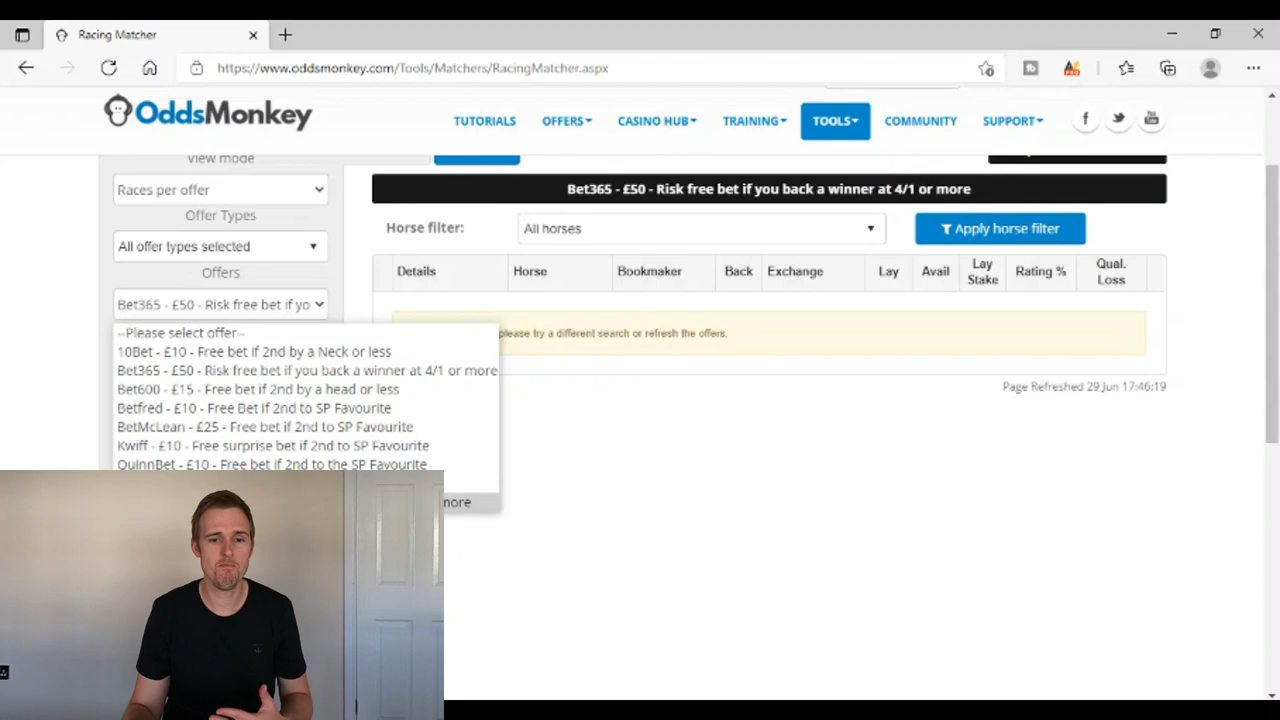 Racing Matcher
https://www.oddsmonkey.com/Tools/Matchers/RacingMatcher.aspx
OddsMonkey
TUTORIALS OFFERS CASINO HUB TRAINING TOOLS COMMUNITY SUPPORT
View mode
Races per offer
Offer Types
All offer types selected
Offers
Bet365 - £50 - Risk free bet if yo
--Please select offer--
10Bet - £10 - Free bet if 2nd by a Neck or less
Bet365 - £50 - Risk free bet if you back a winner at 4/1 or more
Bet600 - £15 - Free bet if 2nd by a head or less
Betfred - £10 - Free Bet if 2nd to SP Favourite
BetMcLean - £25 - Free bet if 2nd to SP Favourite
Kwiff - £10 - Free surprise bet if 2nd to SP Favourite
QuinnBet - £10 - Free bet if 2nd to the SP Favourite
more
Bet365 - £50 - Risk free bet if you back a winner at 4/1 or more
Horse filter: All horses Apply horse filter
Details Horse Bookmaker Back Exchange Lay Avail Lay Stake Rating % Qual. Loss
please try a different search or refresh the offers.
Page Refreshed 29 Jun 17:46:19